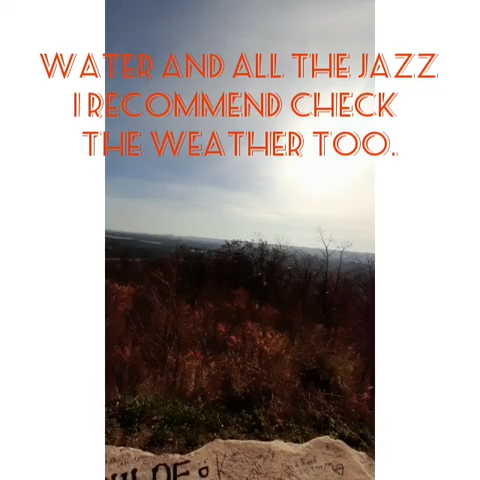 WATER AND ALL THE JAZZ
I RECOMMEND CHECK
THE WEATHER TOO.